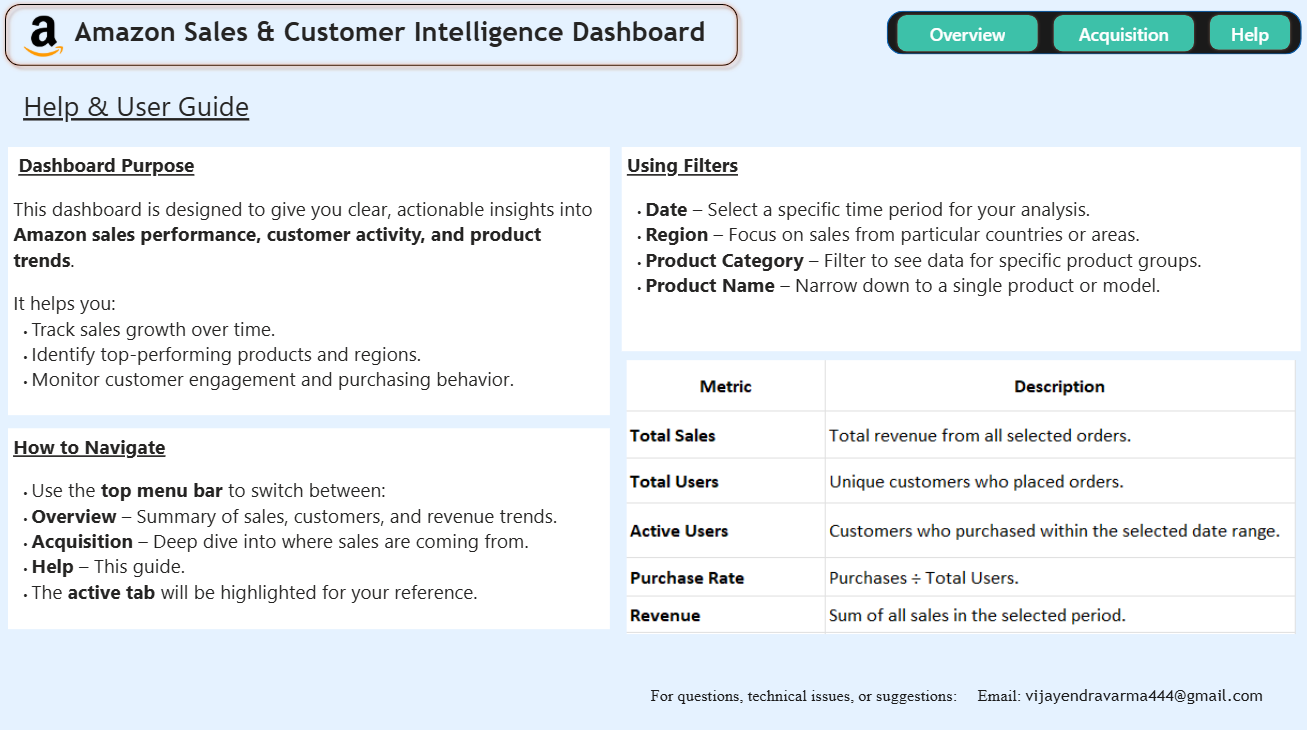 Amazon Sales & Customer Intelligence Dashboard
Overview
Acquisition
Help
Help & User Guide
Dashboard Purpose
This dashboard is designed to give you clear, actionable insights into
Amazon sales performance, customer activity, and product
trends.
It helps you:
• Track sales growth over time.
• Identify top-performing products and regions.
• Monitor customer engagement and purchasing behavior.
How to Navigate
• Use the top menu bar to switch between:
• Overview – Summary of sales, customers, and revenue trends.
• Acquisition – Deep dive into where sales are coming from.
• Help – This guide.
• The active tab will be highlighted for your reference.
Using Filters
• Date – Select a specific time period for your analysis.
• Region – Focus on sales from particular countries or areas.
• Product Category – Filter to see data for specific product groups.
• Product Name – Narrow down to a single product or model.
Metric Description
Total Sales Total revenue from all selected orders.
Total Users Unique customers who placed orders.
Active Users Customers who purchased within the selected date range.
Purchase Rate Purchases ÷ Total Users.
Revenue Sum of all sales in the selected period.
For questions, technical issues, or suggestions: Email: vijayendravarma444@gmail.com